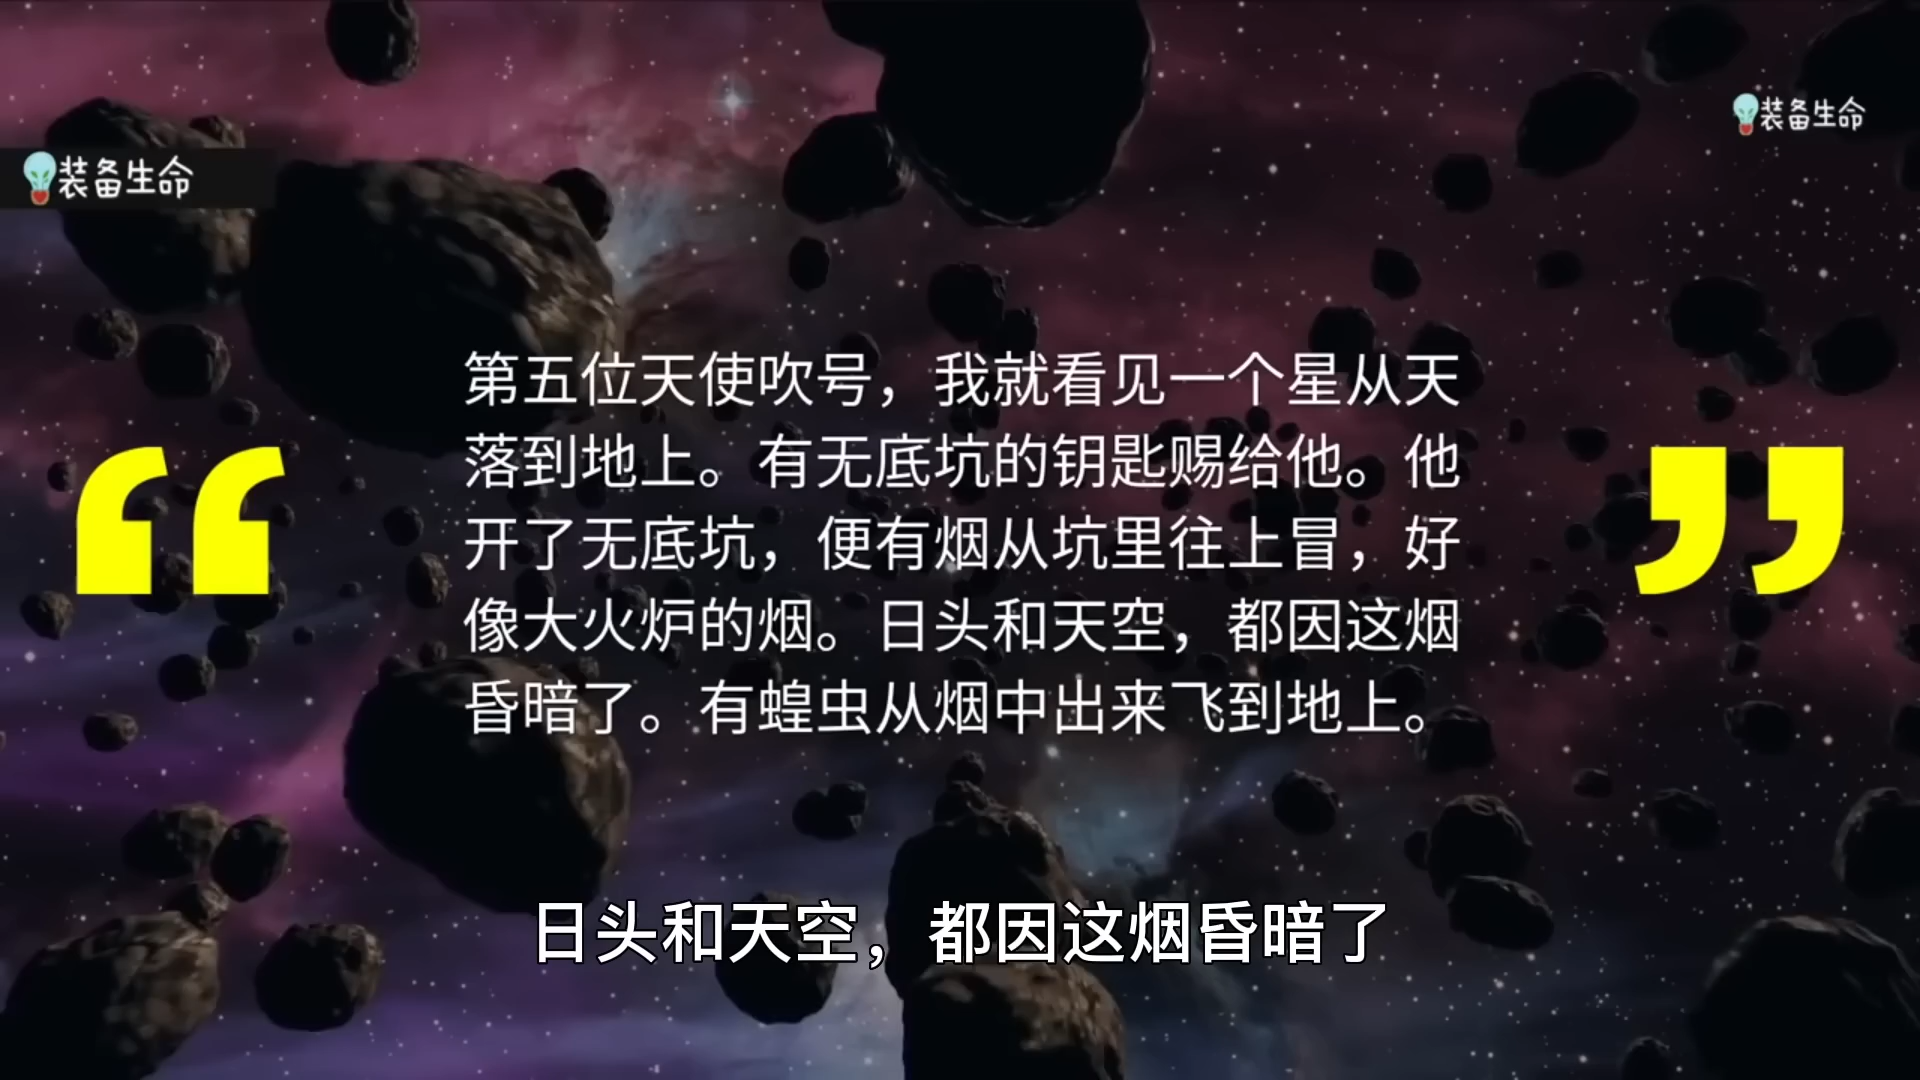 装备生命
装备生命
第五位天使吹号，我就看见一个星从天
落到地上。有无底坑的钥匙赐给他。他
开了无底坑，便有烟从坑里往上冒，好
像大火炉的烟。日头和天空，都因这烟
昏暗了。有蝗虫从烟中出来飞到地上。
日头和天空，都因这烟昏暗了